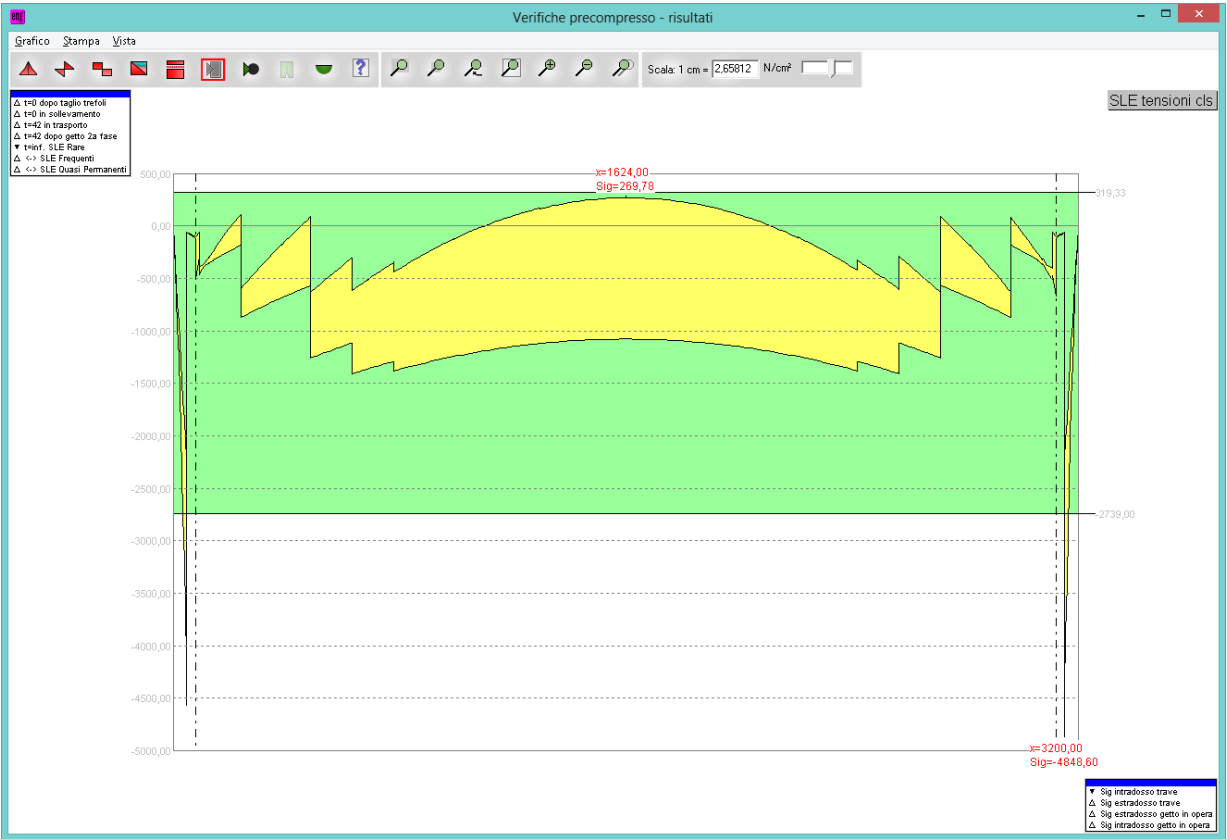 enf
Verifiche precompresso - risultati
Grafico Stampa Vista
Scala: 1 cm = 2,65812 N/cm²
t=0 dopo taglio trefoli
t=0 in sollevamento
t=42 in trasporto
t=42 dopo getto 2a fase
t=inf. SLE Rare
<-> SLE Frequenti
<-> SLE Quasi Permanenti
SLE tensioni cls
x=1624,00
Sig=269,78
500,00
319,33
0,00
-500,00
-1000,00
-1500,00
-2000,00
-2500,00
-2739,00
-3000,00
-3500,00
-4000,00
-4500,00
-5000,00
x=3200,00
Sig=-4848,60
Sig intradosso trave
Sig estradosso trave
Sig estradosso getto in opera
Sig intradosso getto in opera